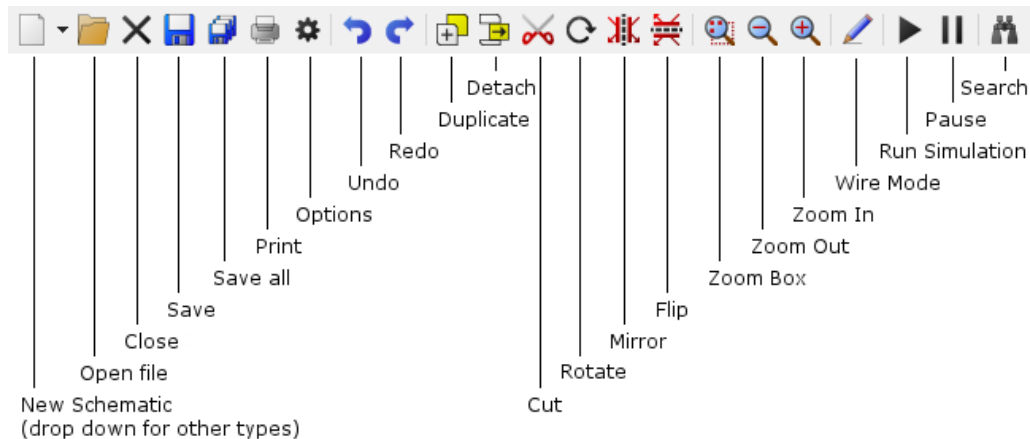 Detach
Search
Duplicate
Pause
Redo
Run Simulation
Undo
Wire Mode
Options
Zoom In
Print
Zoom Out
Save all
Zoom Box
Save
Flip
Close
Mirror
Open file
Rotate
New Schematic
(drop down for other types)
Cut